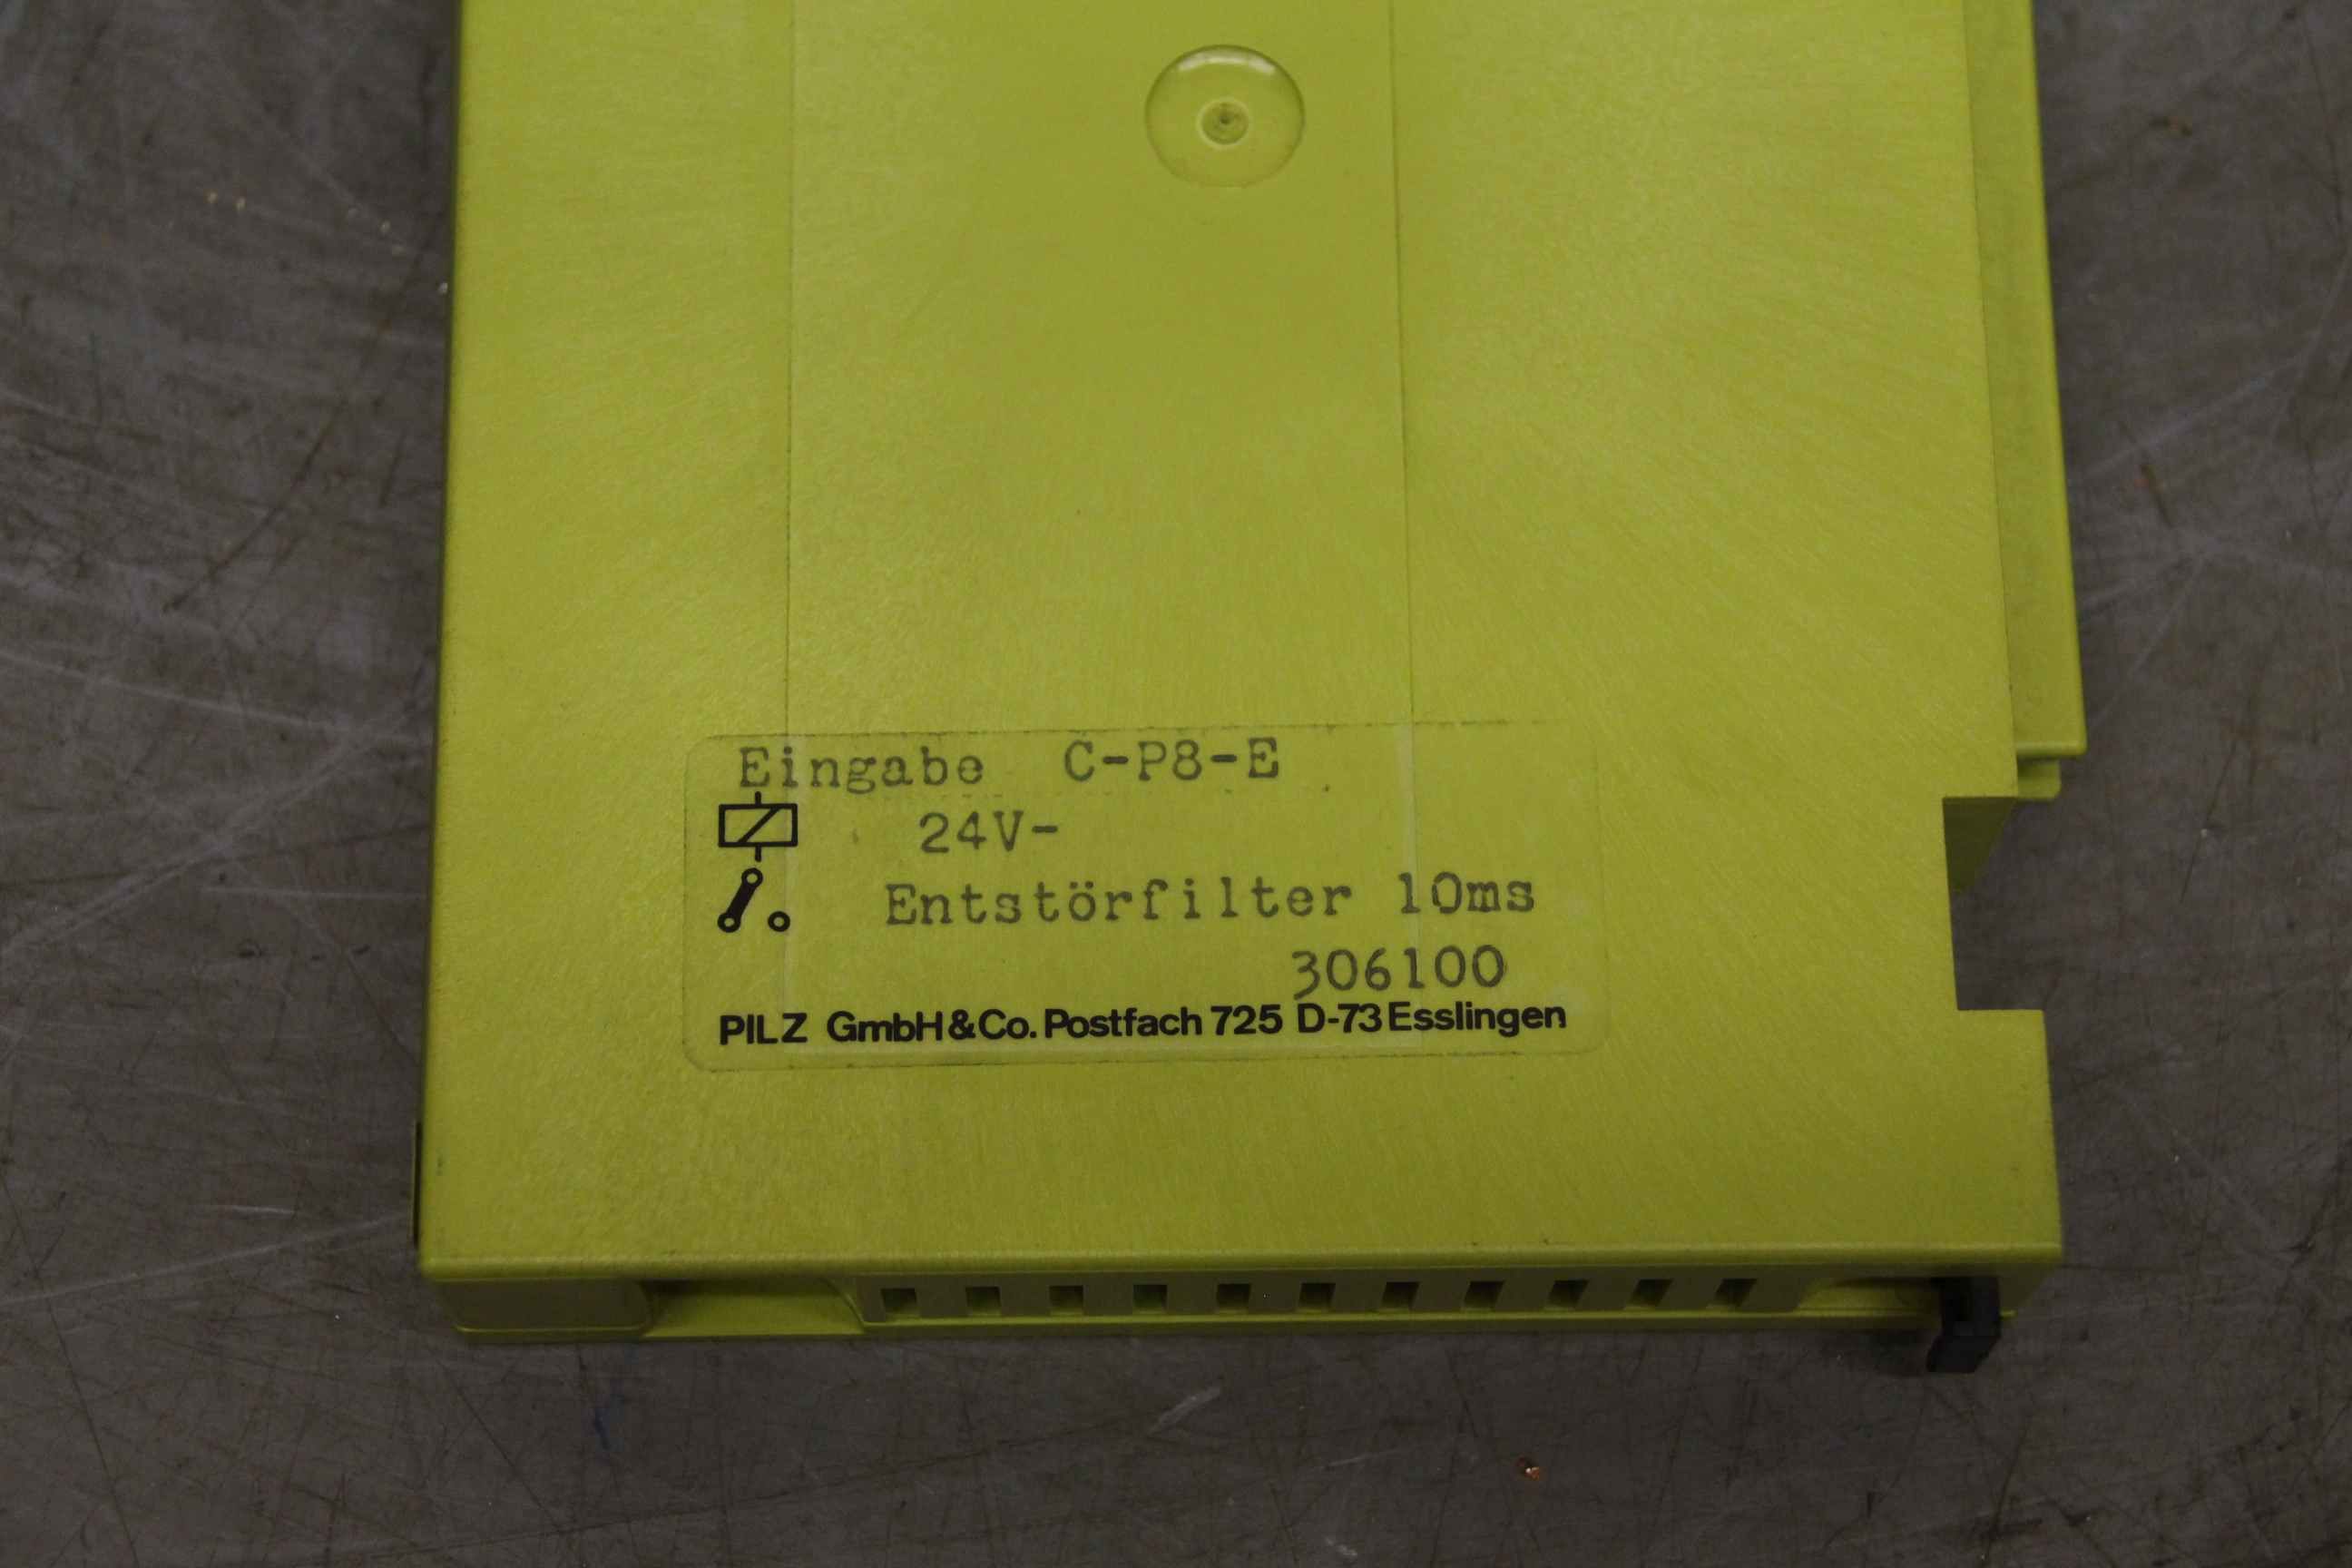 Eingabe C-P8-E
24V-
Entstörfilter 10ms
306100
PILZ GmbH & Co. Postfach 725 D-73 Esslingen